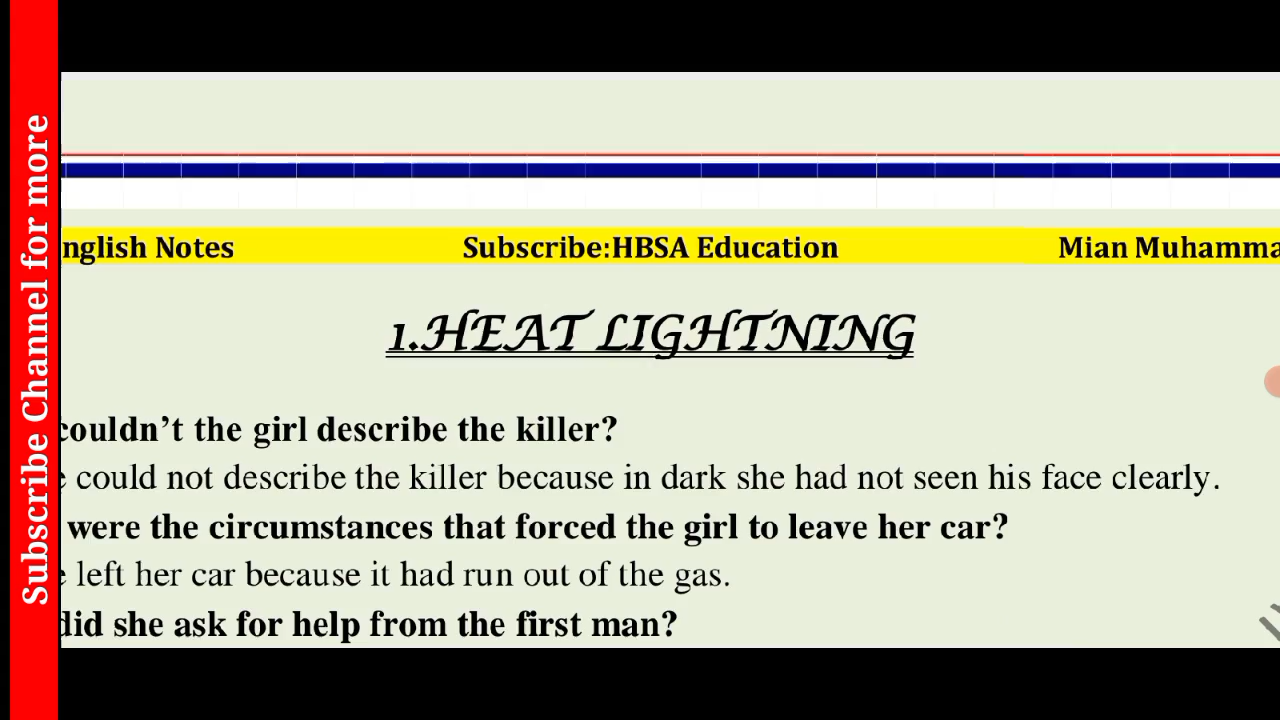 Subscribe Channel for more
nglish Notes Subscribe:HBSA Education Mian Muhamma
1.HEAT LIGHTNING
couldn't the girl describe the killer?
e could not describe the killer because in dark she had not seen his face clearly.
were the circumstances that forced the girl to leave her car?
e left her car because it had run out of the gas.
did she ask for help from the first man?